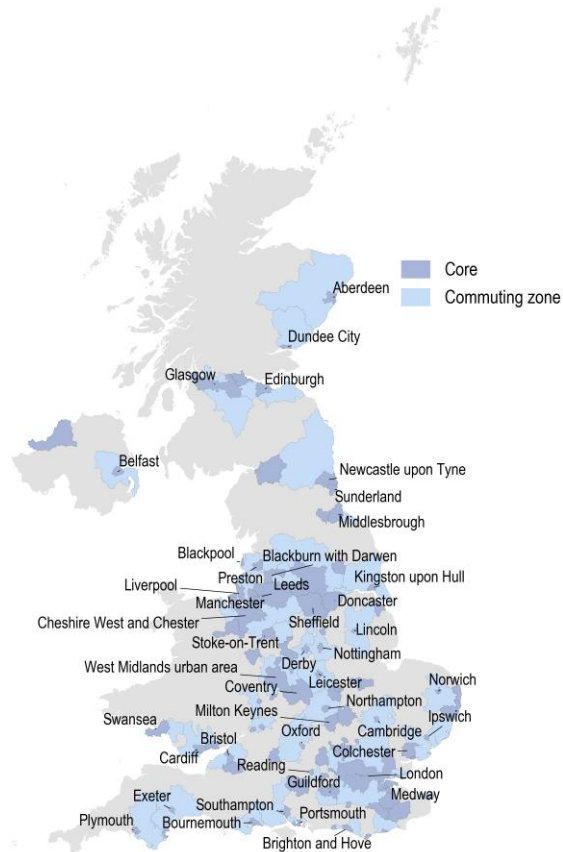 Core
Aberdeen
Commuting zone
Dundee City
Glasgow
Edinburgh
Belfast
Newcastle upon Tyne
Sunderland
Middlesbrough
Blackpool
Blackburn with Darwen
Preston
Kingston upon Hull
Liverpool
Leeds
Manchester
Doncaster
Cheshire West and Chester
Sheffield
Lincoln
Stoke-on-Trent
Nottingham
West Midlands urban area
Derby
Leicester
Norwich
Coventry
Northampton
Milton Keynes
Ipswich
Swansea
Oxford
Cambridge
Bristol
Colchester
Cardiff
Reading
London
Guildford
Medway
Exeter
Southampton
Portsmouth
Plymouth
Bournemouth
Brighton and Hove